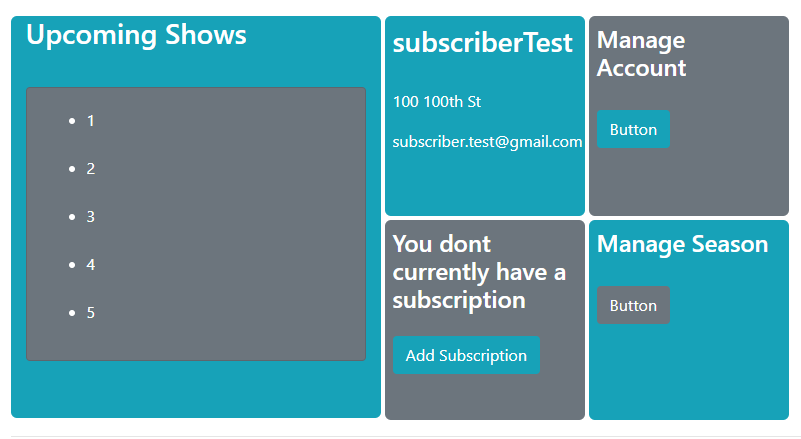 Upcoming Shows
1
2
3
4
5
subscriberTest
100 100th St
subscriber.test@gmail.com
Manage
Account
Button
You dont
currently have a
subscription
Add Subscription
Manage Season
Button